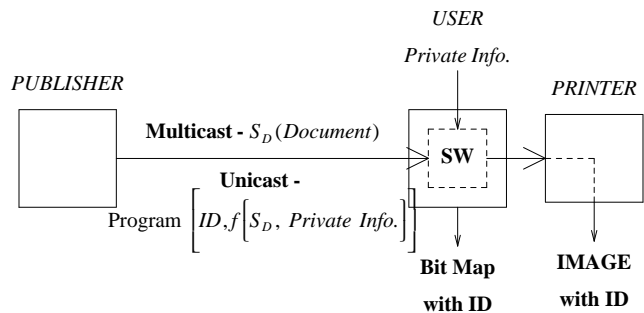 USER
Private Info.
PUBLISHER
PRINTER
Multicast - S_D (Document)
SW
Unicast -
Program [ID, f{S_D, Private Info.}]
Bit Map
with ID
IMAGE
with ID